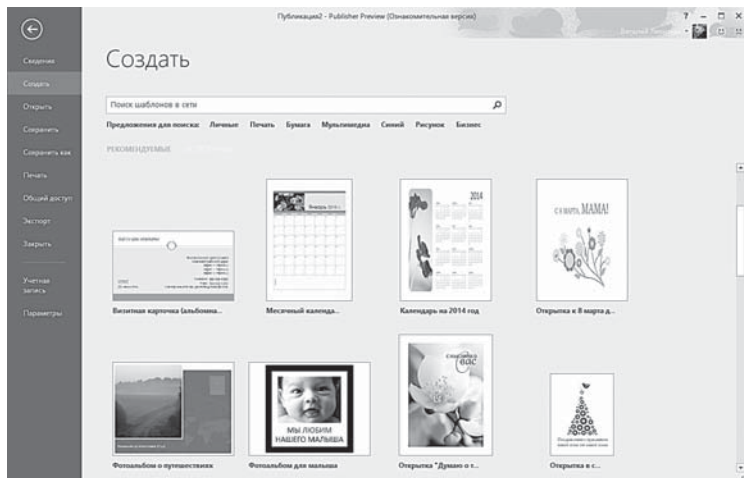 Публикация2 - Publisher Preview (Ознакомительная версия)
Сведения
Создать
Открыть
Сохранить
Сохранить как
Печать
Общий доступ
Экспорт
Закрыть
Учетная
запись
Параметры
Создать
Поиск шаблонов в сети
Предложения для поиска: Личные Печать Бумага Мультимедиа Синий Рисунок Бизнес
РЕКОМЕНДУЕМЫЕ
Январь
2014
С 8 МАРТА, МАМА!
Визитная карточка (альбомна...
Месячный календа...
Календарь на 2014 год
Открытка к 8 марта д...
МЫ ЛЮБИМ
НАШЕГО МАЛЫША
Вас
Фотоальбом о путешествиях
Фотоальбом для малыша
Открытка "Думаю о т...
Открытка в с...